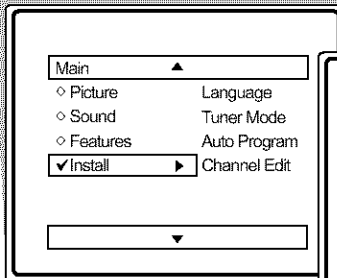 Main
Picture Language
Sound Tuner Mode
Features Auto Program
Install Channel Edit